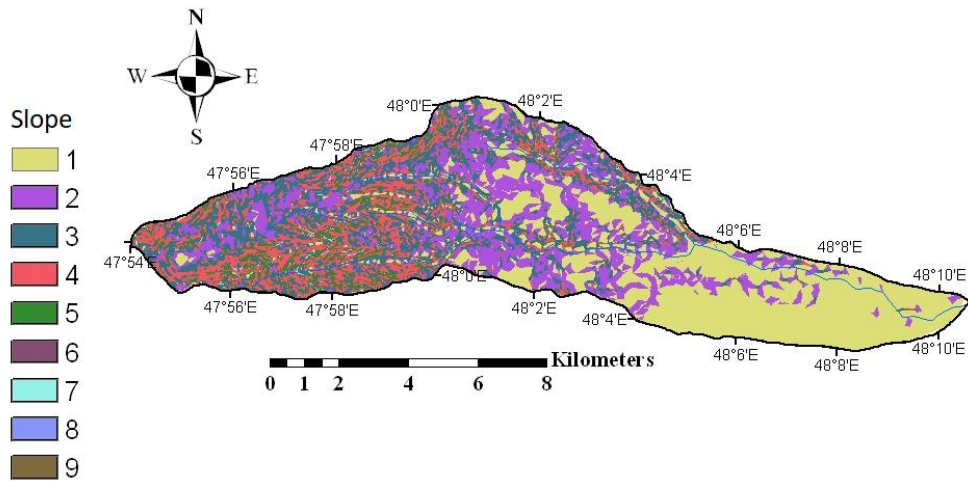 N
W E
S
Slope
1
2
3
4
5
6
7
8
9
48°0'E
48°2'E
47°58'E
47°56'E
48°4'E
47°54'E
48°6'E
48°8'E
48°10'E
48°0'E
47°56'E
47°58'E
48°2'E
48°4'E
48°6'E
48°8'E
48°10'E
Kilometers
0 1 2 4 6 8